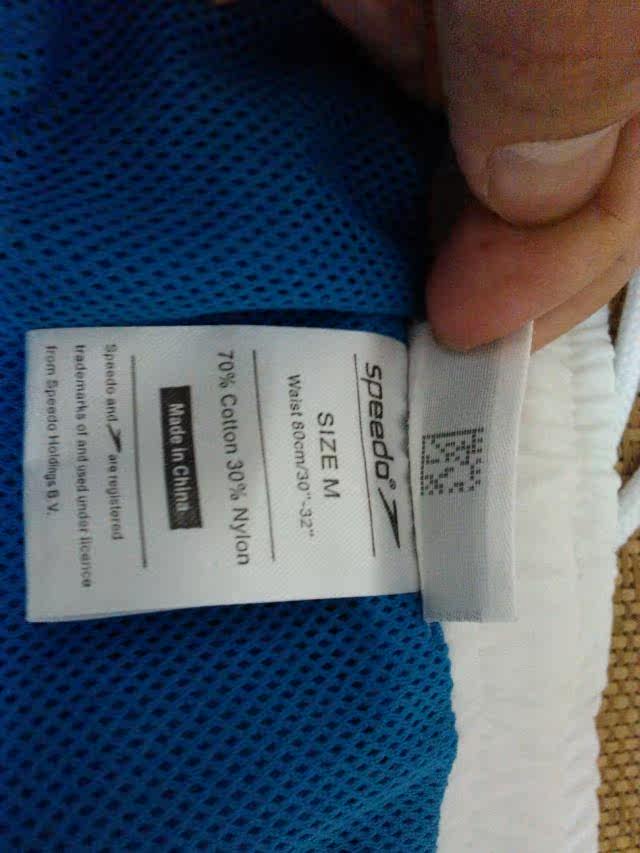 speedo®
SIZE M
Waist 80cm/30"-32"
70% Cotton 30% Nylon
Made In China
Speedo and are registered
trademarks of and used under licence
from Speedo Holdings B.V.